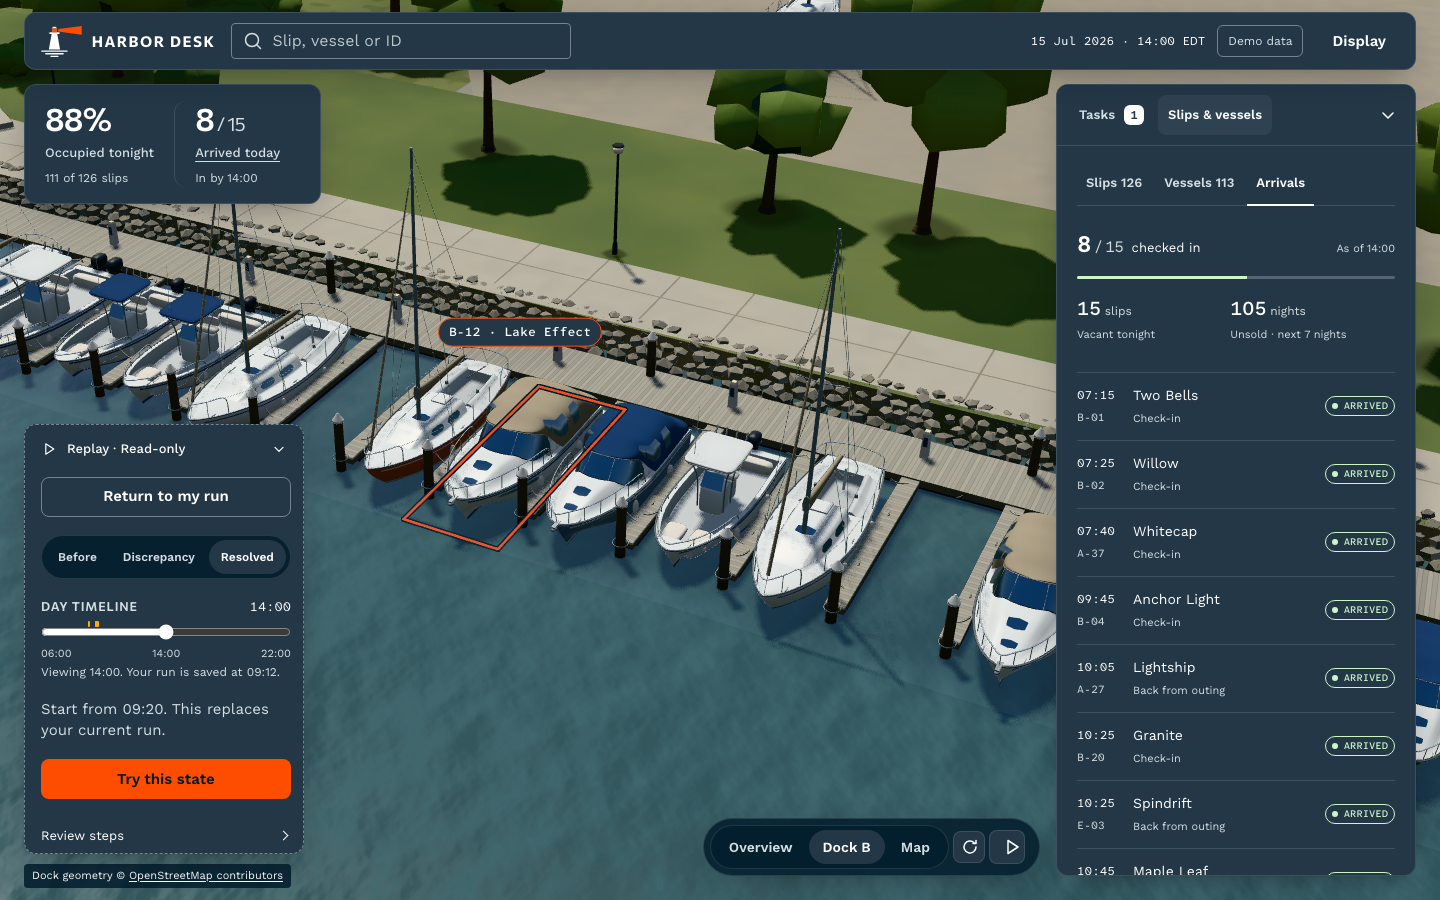 HARBOR DESK
Slip, vessel or ID
15 Jul 2026 · 14:00 EDT
Demo data
Display
88%
Occupied tonight
111 of 126 slips
8 / 15
Arrived today
In by 14:00
B-12 · Lake Effect
Replay · Read-only
Return to my run
Before
Discrepancy
Resolved
DAY TIMELINE
14:00
06:00
14:00
22:00
Viewing 14:00. Your run is saved at 09:12.
Start from 09:20. This replaces
your current run.
Try this state
Review steps
Dock geometry © OpenStreetMap contributors
Overview
Dock B
Map
Tasks 1
Slips & vessels
Slips 126
Vessels 113
Arrivals
8 / 15 checked in
As of 14:00
15 slips
Vacant tonight
105 nights
Unsold · next 7 nights
07:15 Two Bells
B-01 Check-in
ARRIVED
07:25 Willow
B-02 Check-in
ARRIVED
07:40 Whitecap
A-37 Check-in
ARRIVED
09:45 Anchor Light
B-04 Check-in
ARRIVED
10:05 Lightship
A-27 Back from outing
ARRIVED
10:25 Granite
B-20 Check-in
ARRIVED
10:25 Spindrift
E-03 Back from outing
ARRIVED
10:45 Maple Leaf